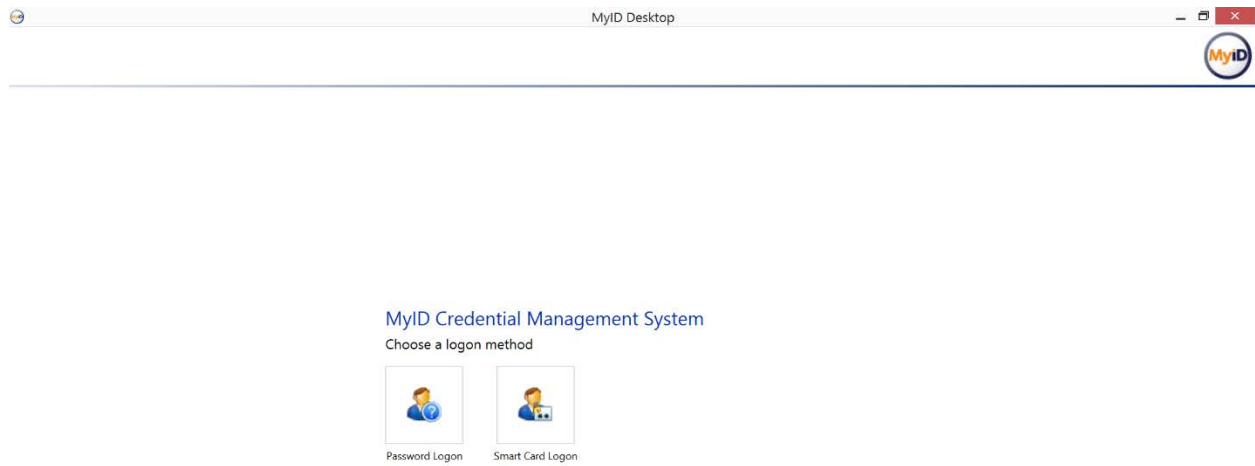 MyID Desktop
MyiD
MyID Credential Management System
Choose a logon method
Password Logon
Smart Card Logon